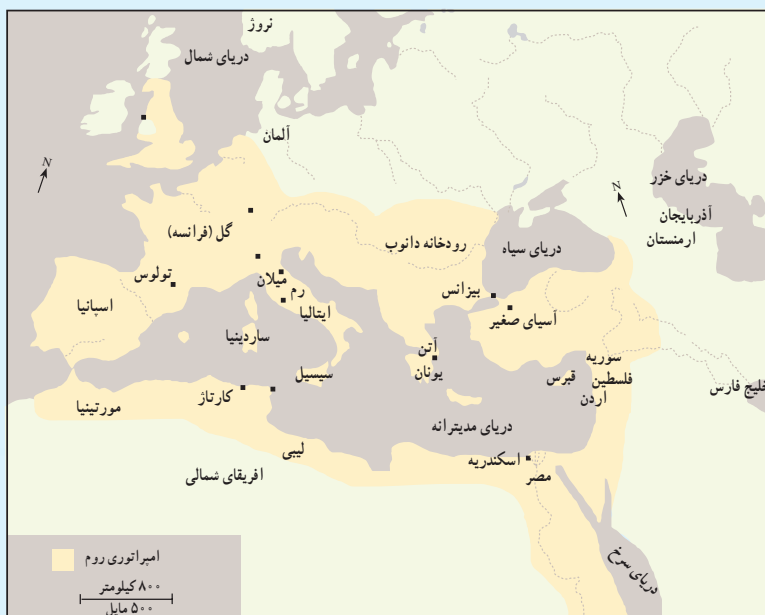 نروژ
دریای شمال
آلمان
N
N
دریای خزر
آذربایجان
ارمنستان
گل (فرانسه)
رودخانه دانوب
دریای سیاه
میلان
تولوس
رم
بیزانس
اسپانیا
ایتالیا
آسیای صغیر
ساردینیا
آتن
یونان
سوریه
سیسیل
قبرس
فلسطین
خلیج فارس
اردن
کارتاژ
مورتینیا
دریای مدیترانه
لیبی
اسکندریه
مصر
افریقای شمالی
دریای سرخ
امپراتوری روم
۸۰۰ کیلومتر
۵۰۰ مایل